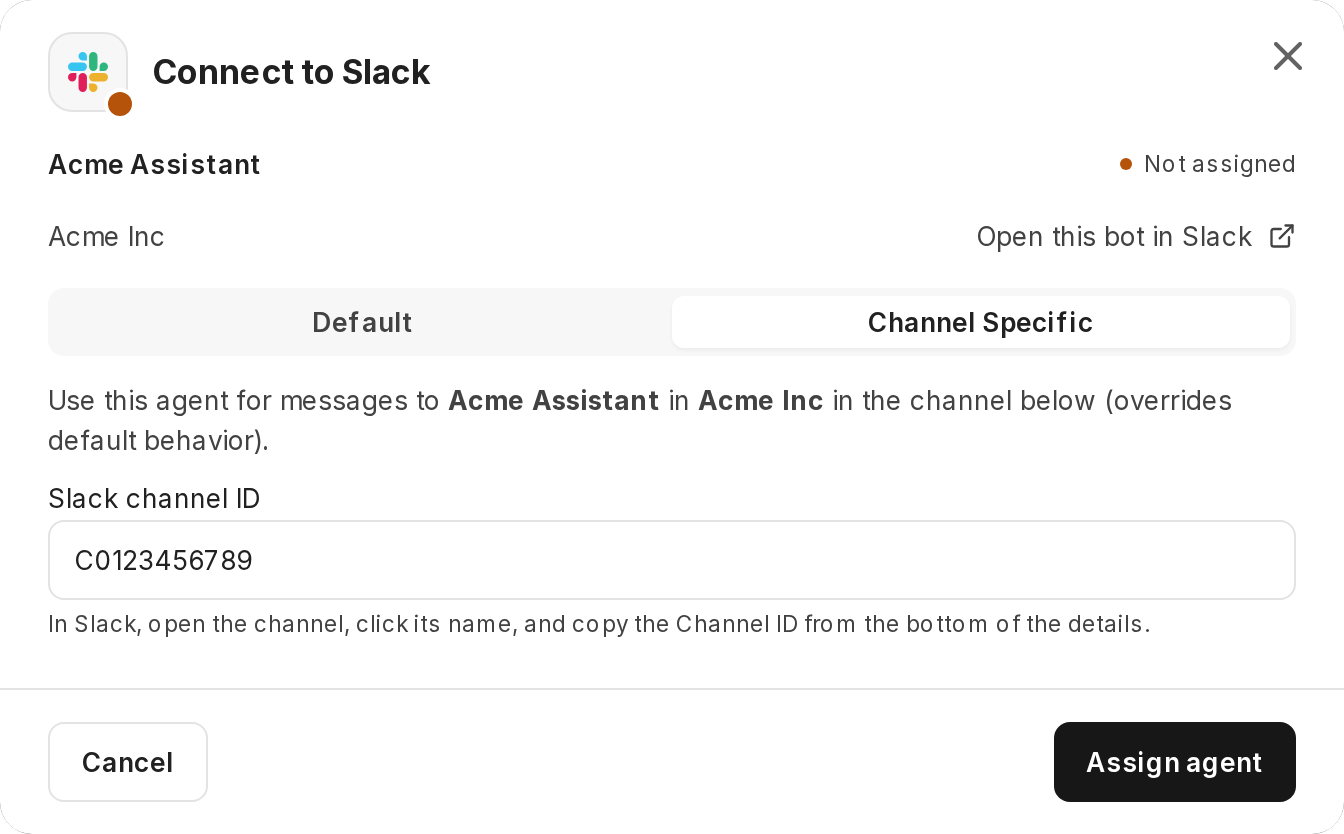 Connect to Slack
Acme Assistant
Not assigned
Acme Inc
Open this bot in Slack
Default
Channel Specific
Use this agent for messages to Acme Assistant in Acme Inc in the channel below (overrides
default behavior).
Slack channel ID
C0123456789
In Slack, open the channel, click its name, and copy the Channel ID from the bottom of the details.
Cancel
Assign agent